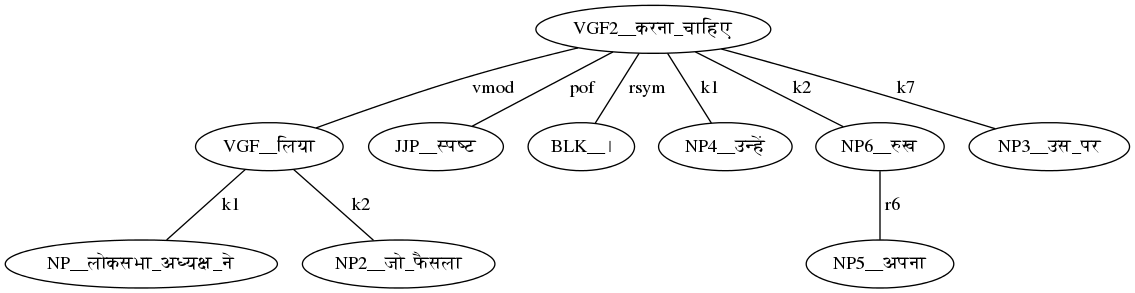 VGF2__करना_चाहिए
vmod pof rsym k1 k2 k7
VGF__लिया JJP__स्पष्ट BLK__। NP4__उन्हें NP6__रुख NP3__उस_पर
k1 k2 r6
NP__लोकसभा_अध्यक्ष_ने NP2__जो_फैसला NP5__अपना